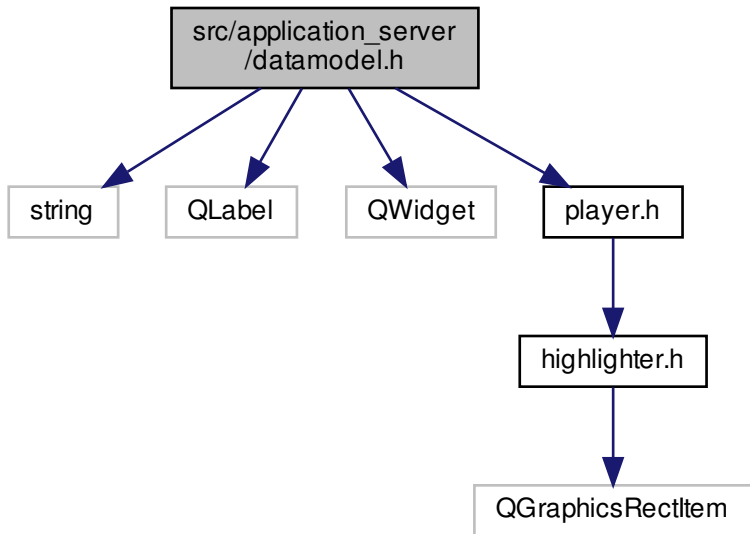 src/application_server
/datamodel.h
string
QLabel
QWidget
player.h
highlighter.h
QGraphicsRectItem